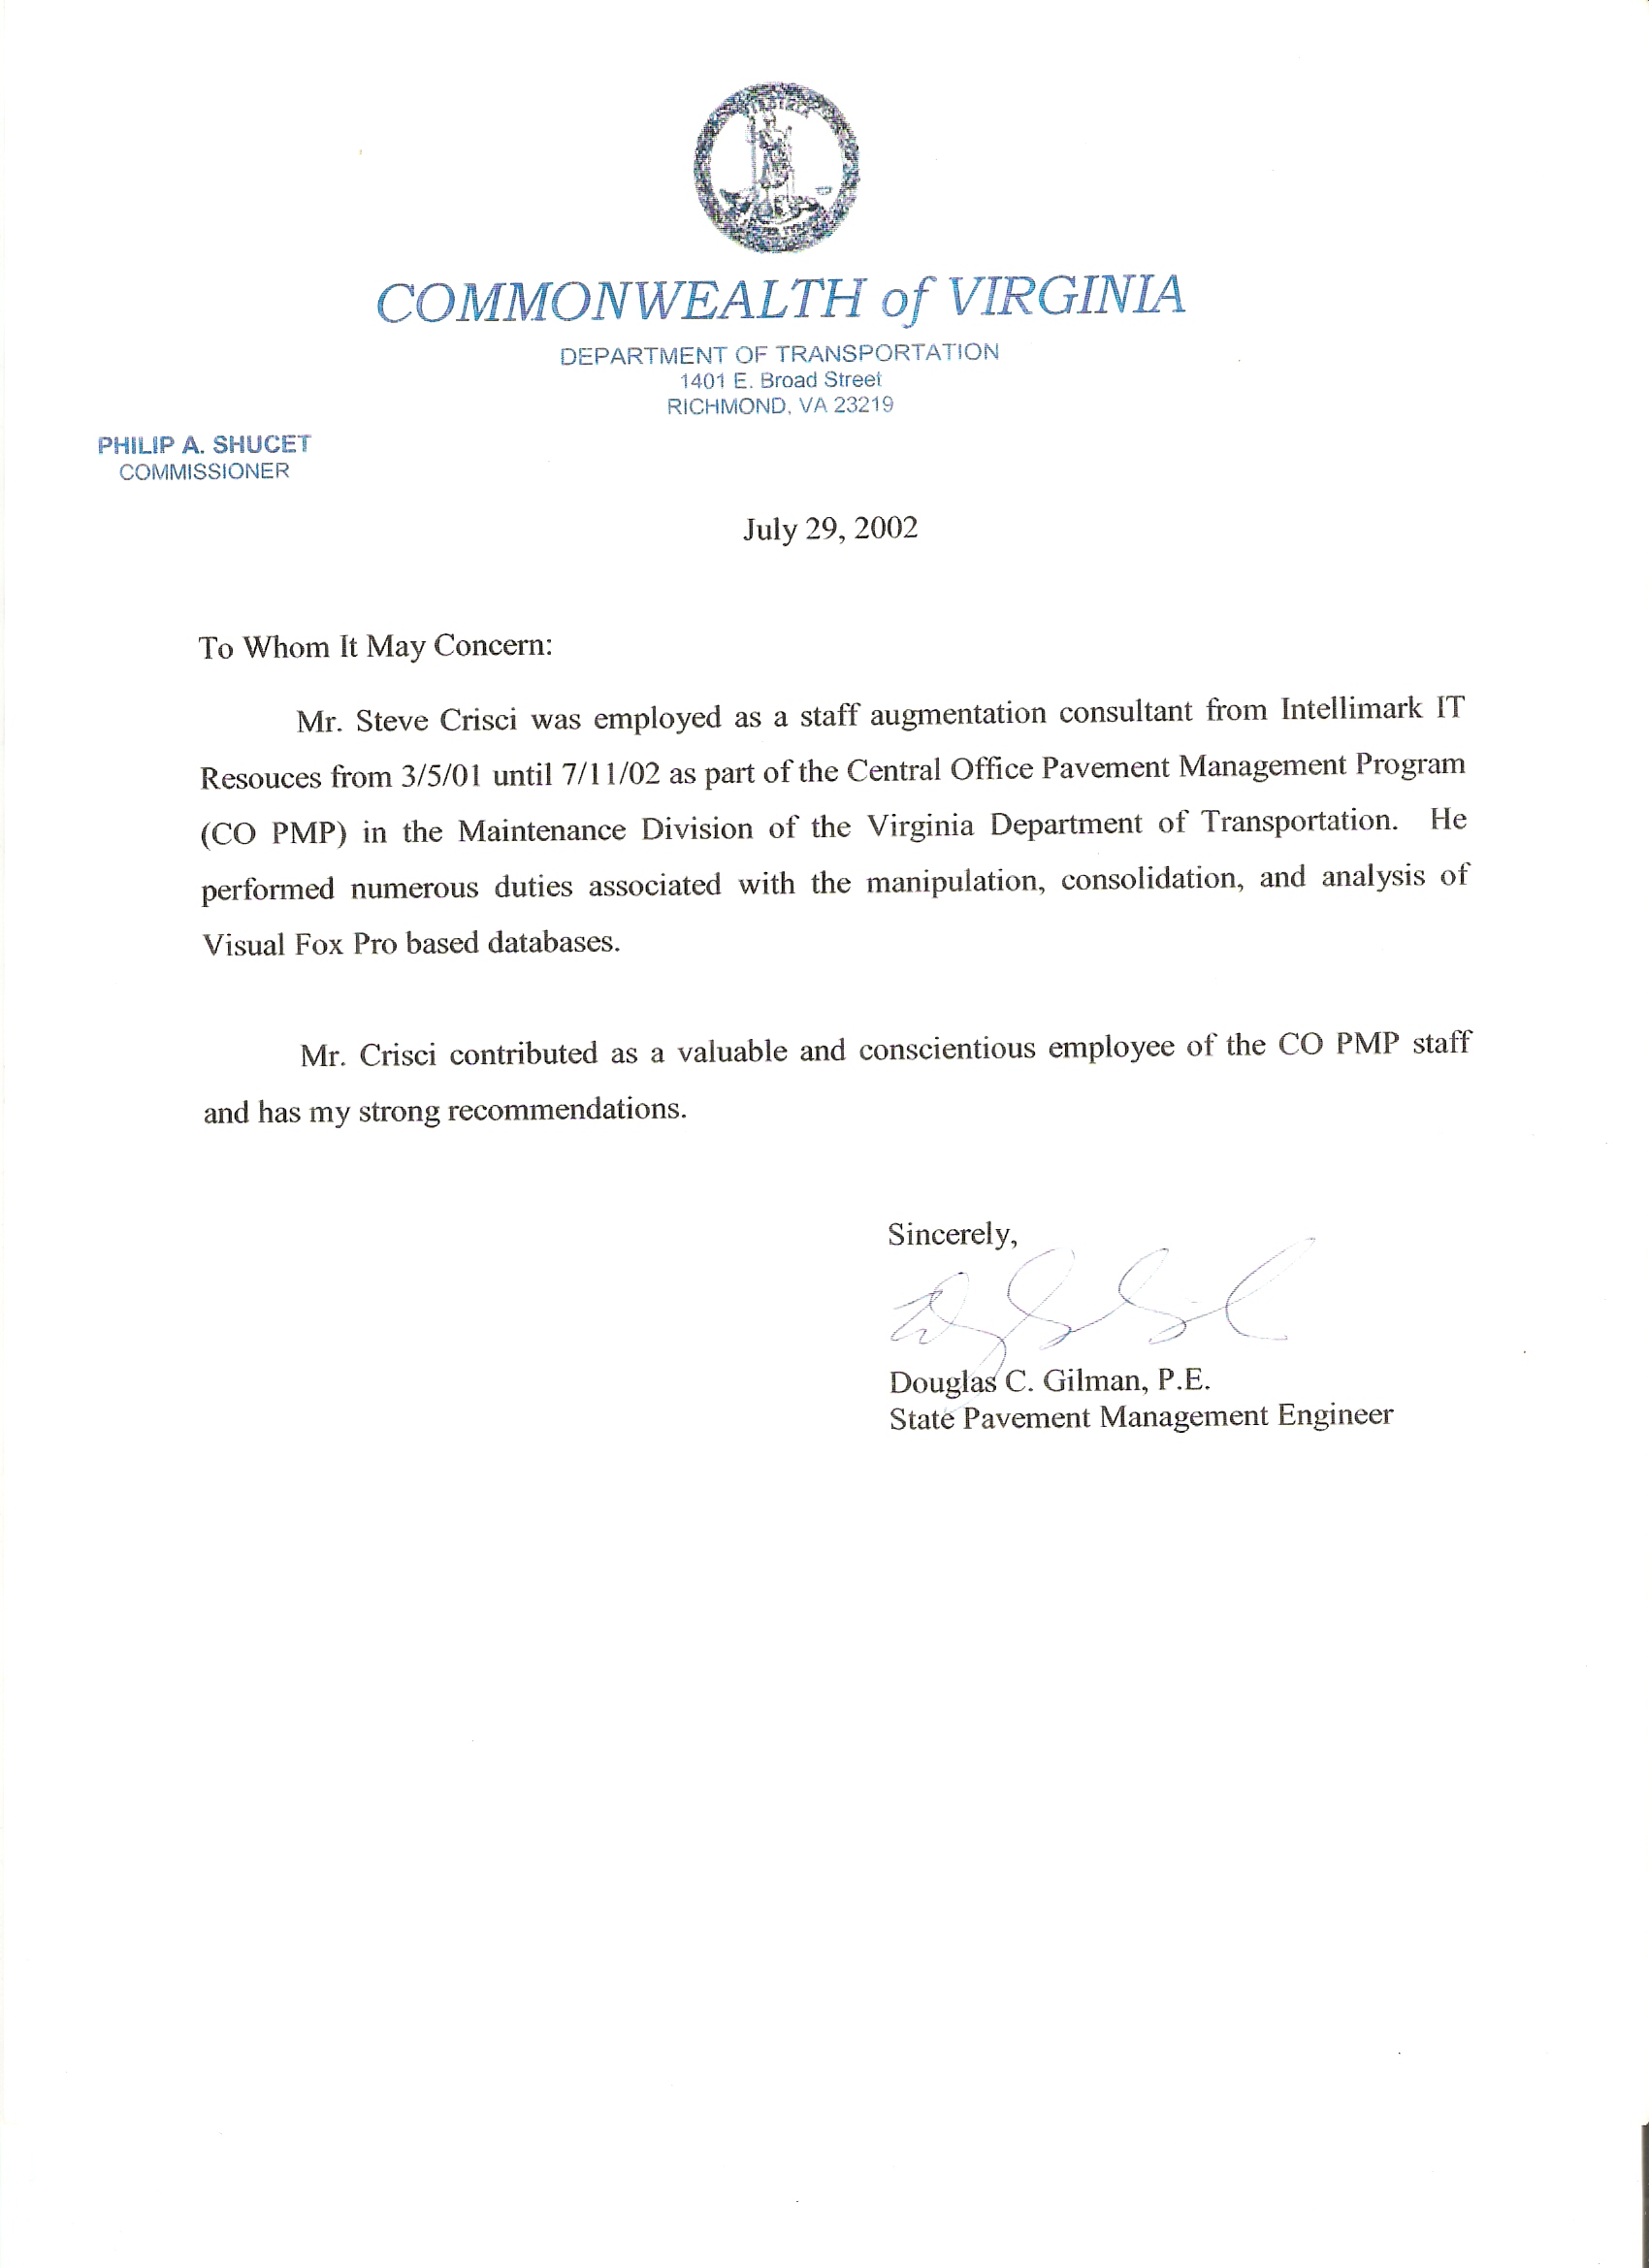 VIRGINIA
COMMONWEALTH of VIRGINIA
DEPARTMENT OF TRANSPORTATION
1401 E. Broad Street
RICHMOND, VA 23219
PHILIP A. SHUCET
COMMISSIONER
July 29, 2002
To Whom It May Concern:
Mr. Steve Crisci was employed as a staff augmentation consultant from Intellimark IT
Resouces from 3/5/01 until 7/11/02 as part of the Central Office Pavement Management Program
(CO PMP) in the Maintenance Division of the Virginia Department of Transportation. He
performed numerous duties associated with the manipulation, consolidation, and analysis of
Visual Fox Pro based databases.
Mr. Crisci contributed as a valuable and conscientious employee of the CO PMP staff
and has my strong recommendations.
Sincerely,
Douglas C. Gilman, P.E.
State Pavement Management Engineer